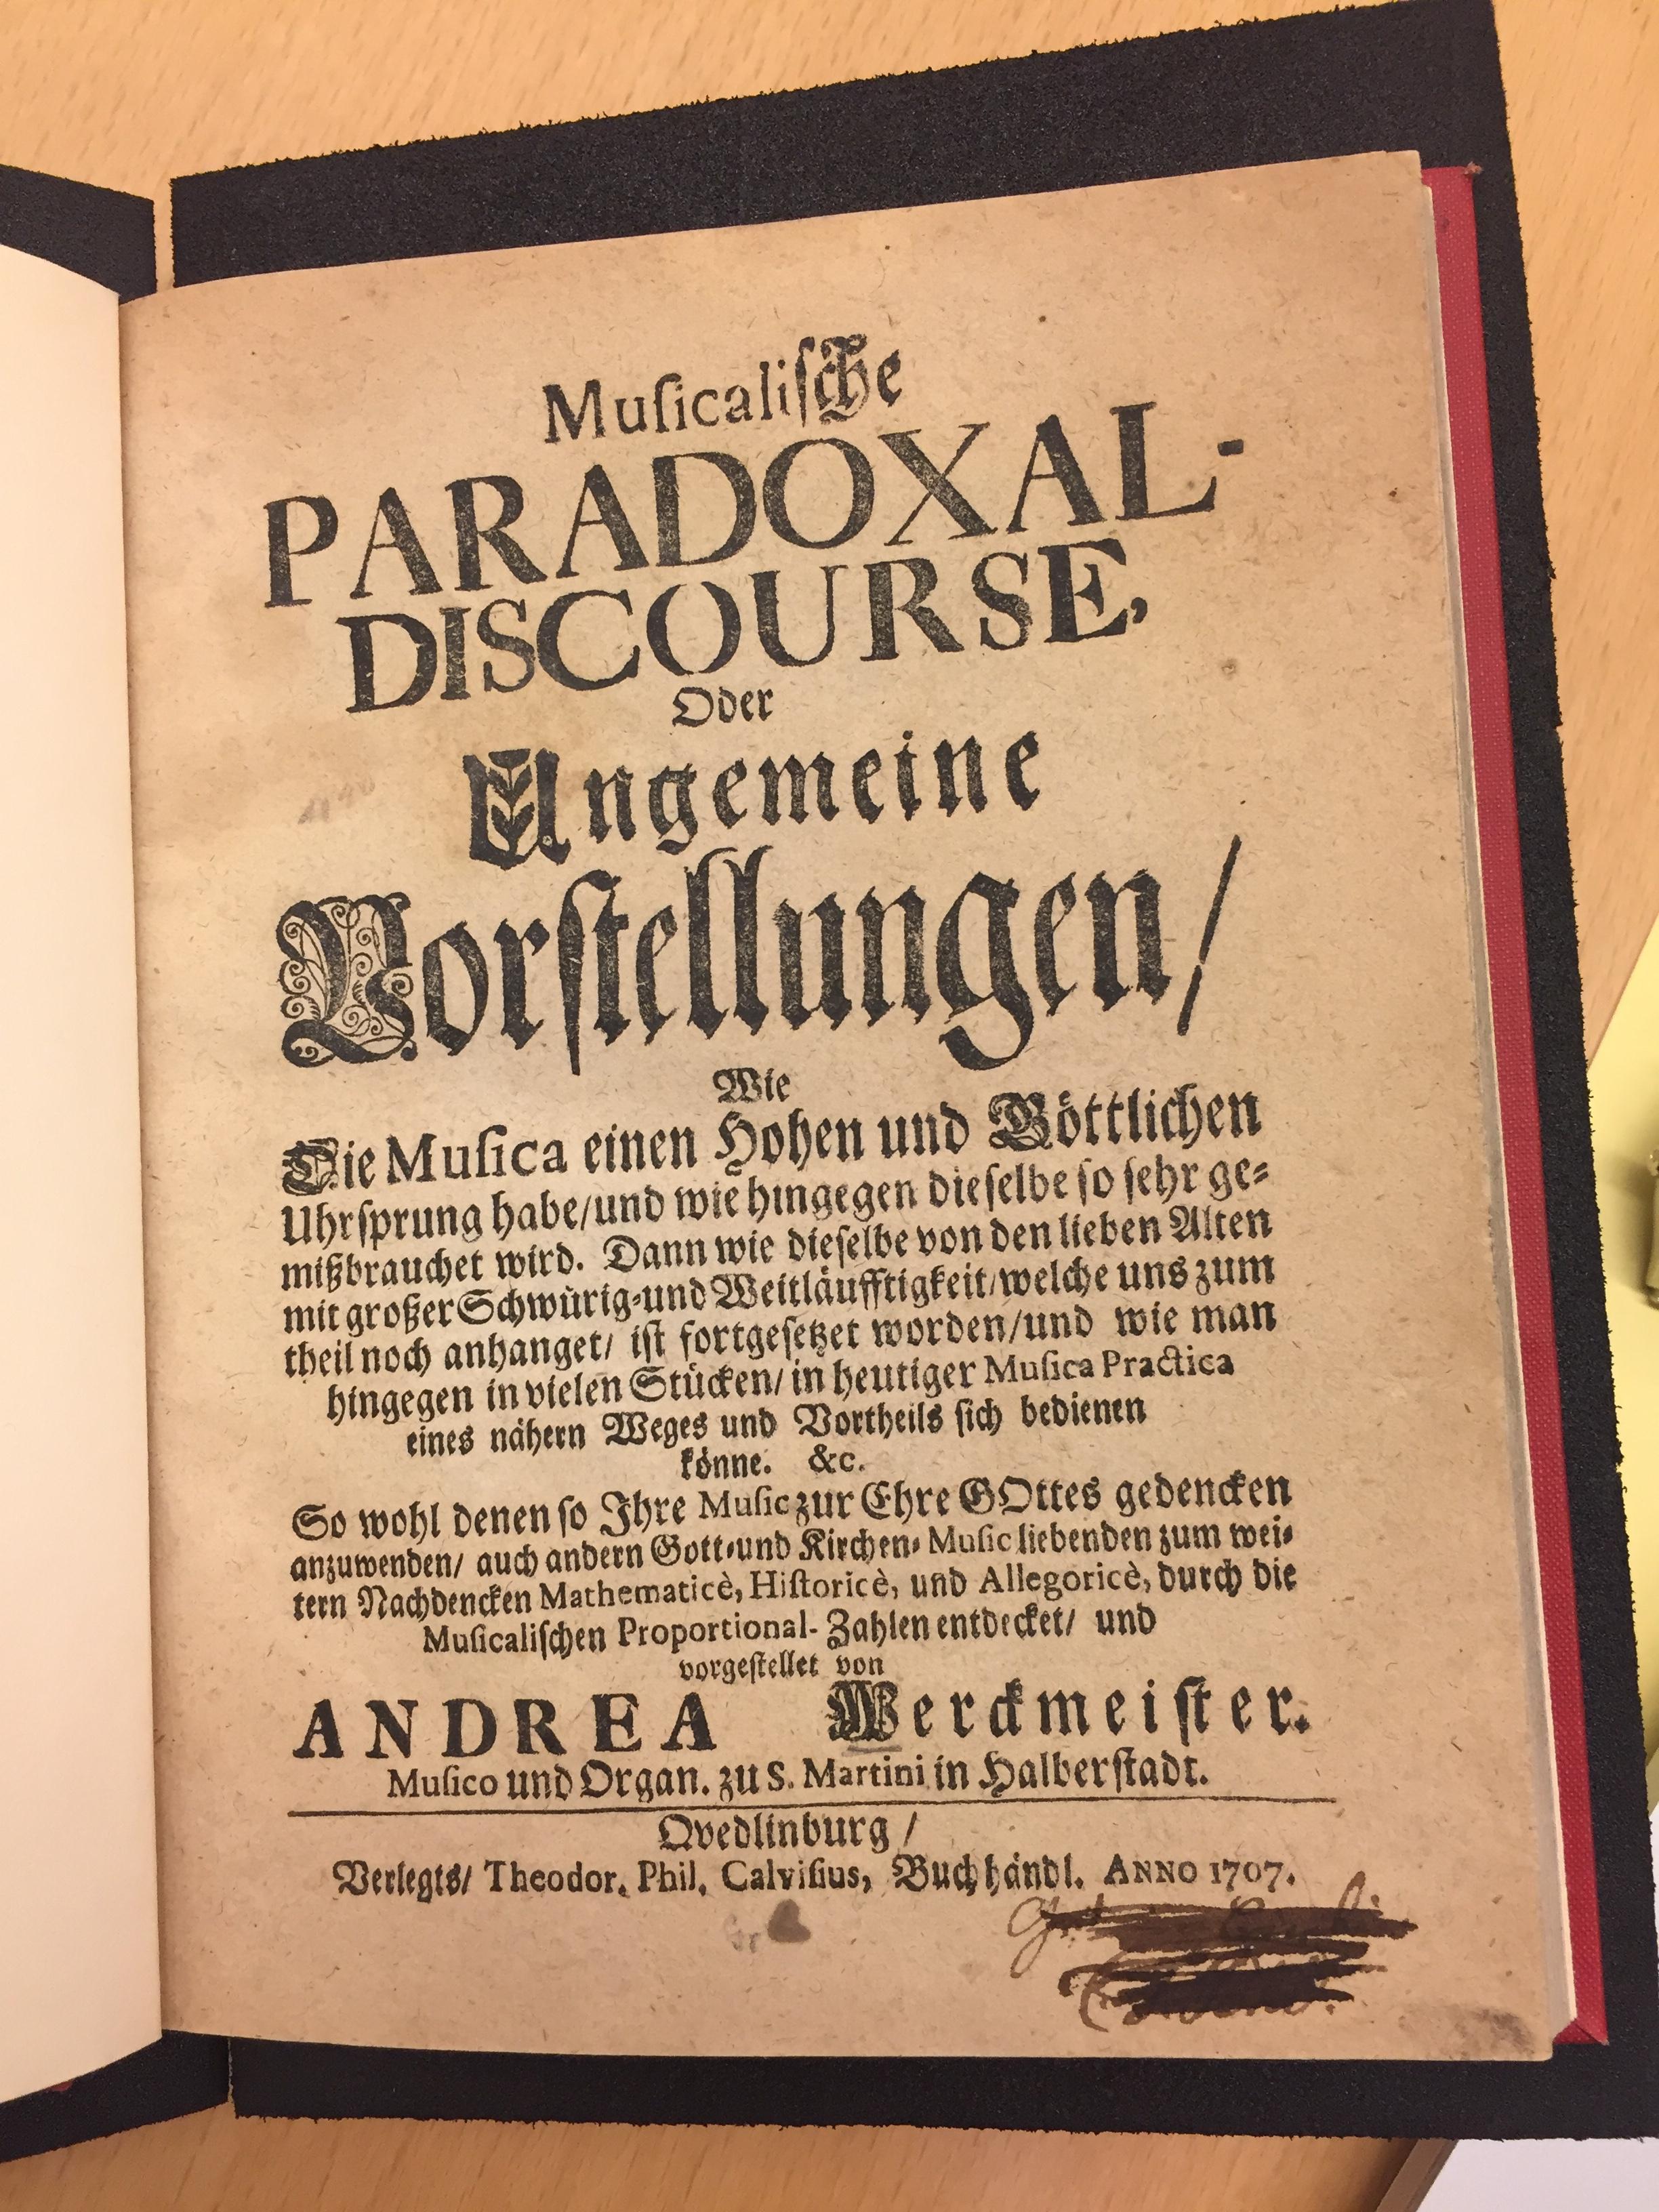 Muſicaliſche
PARADOXAL-
DISCOURSE,
Oder
Ungemeine
Vorſtellungen/
Wie
Die Muſica einen Hohen und Göttlichen
Uhrſprung habe/und wie hingegen dieſelbe ſo ſehr ge-
mißbrauchet wird. Dann wie dieſelbe von den lieben Alten
mit großer Schwürig-und Weitläufftigkeit/welche uns zum
theil noch anhanget/ iſt fortgeſetzet worden/und wie man
hingegen in vielen Stücken/ in heutiger Muſica Practica
eines nähern Weges und Vortheils ſich bedienen
könne. &c.
So wohl denen ſo Ihre Muſic zur Ehre GOttes gedencken
anzuwenden/ auch andern Gott-und Kirchen-Muſic liebenden zum wei-
tern Nachdencken Mathematicè, Hiſtoricè, und Allegoricè, durch die
Muſicaliſchen Proportional-Zahlen entdecket/ und
vorgeſtellet von
ANDREA Werckmeiſter.
Muſico und Organ. zu S. Martini in Halberſtadt.
Qvedlinburg /
Verlegts/ Theodor. Phil. Calviſius, Buchhändl. ANNO 1707.